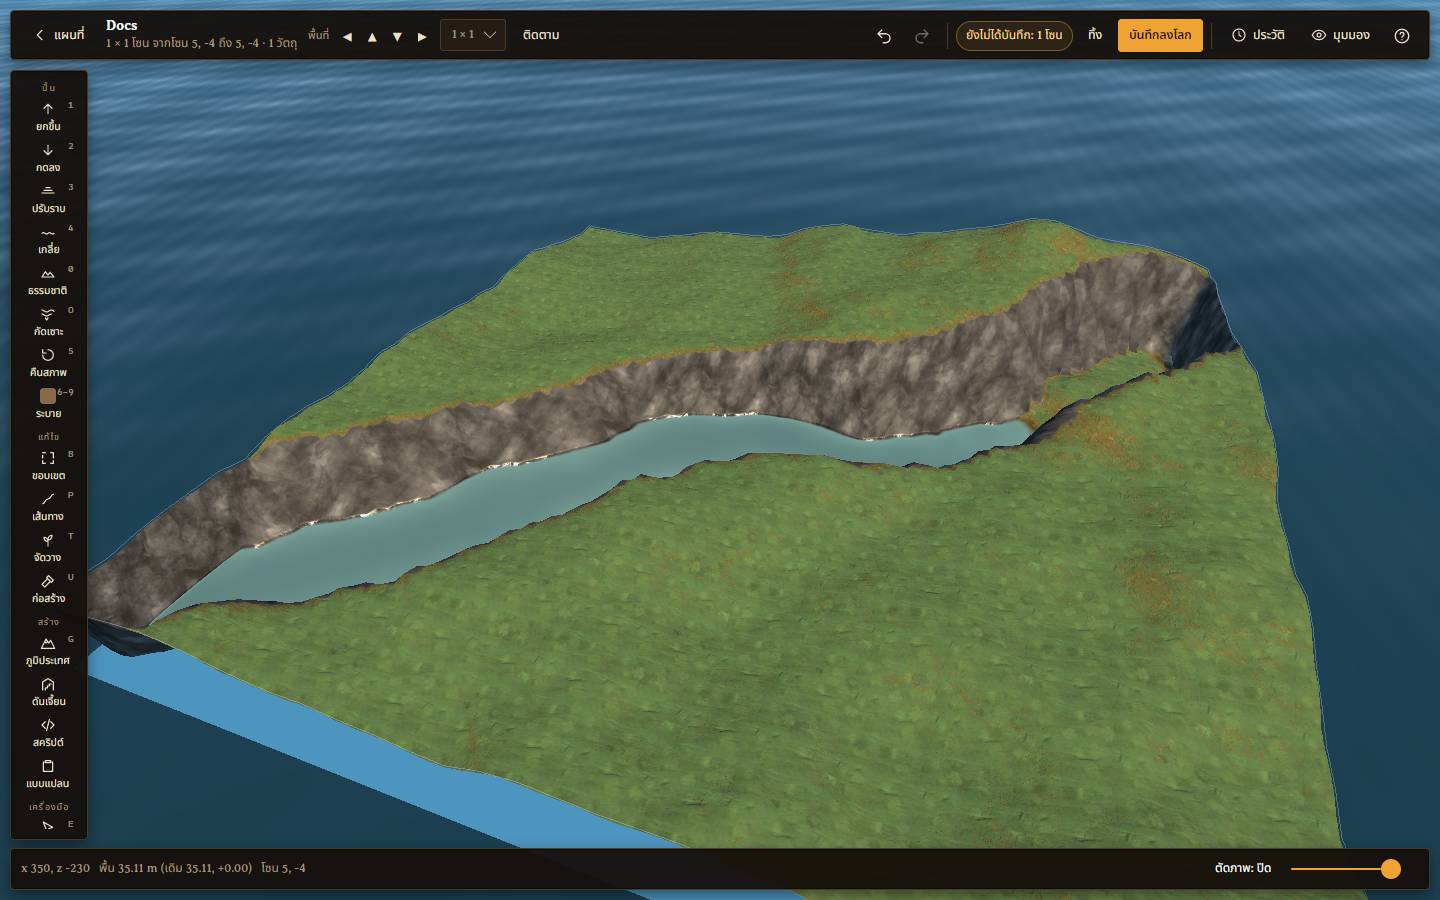 แผนที่
Docs
1 × 1 โซน จากโซน 5, -4 ถึง 5, -4 · 1 วัตถุ
พื้นที่
◀ ▲ ▼ ▶
1 × 1
ติดตาม
ยังไม่ได้บันทึก: 1 โซน
ทิ้ง
บันทึกลงโลก
ประวัติ
มุมมอง
ปั้น
1
ยกขึ้น
2
กดลง
3
ปรับราบ
4
เกลี่ย
0
ธรรมชาติ
O
กัดเซาะ
5
คืนสภาพ
6-9
ระบาย
แก้ไข
B
ขอบเขต
P
เส้นทาง
T
จัดวาง
U
ก่อสร้าง
สร้าง
G
ภูมิประเทศ
ดันเจี้ยน
สคริปต์
แบบแปลน
เครื่องมือ
E
x 350, z -230 พื้น 35.11 m (เดิม 35.11, +0.00) โซน 5, -4
ตัดภาพ: ปิด